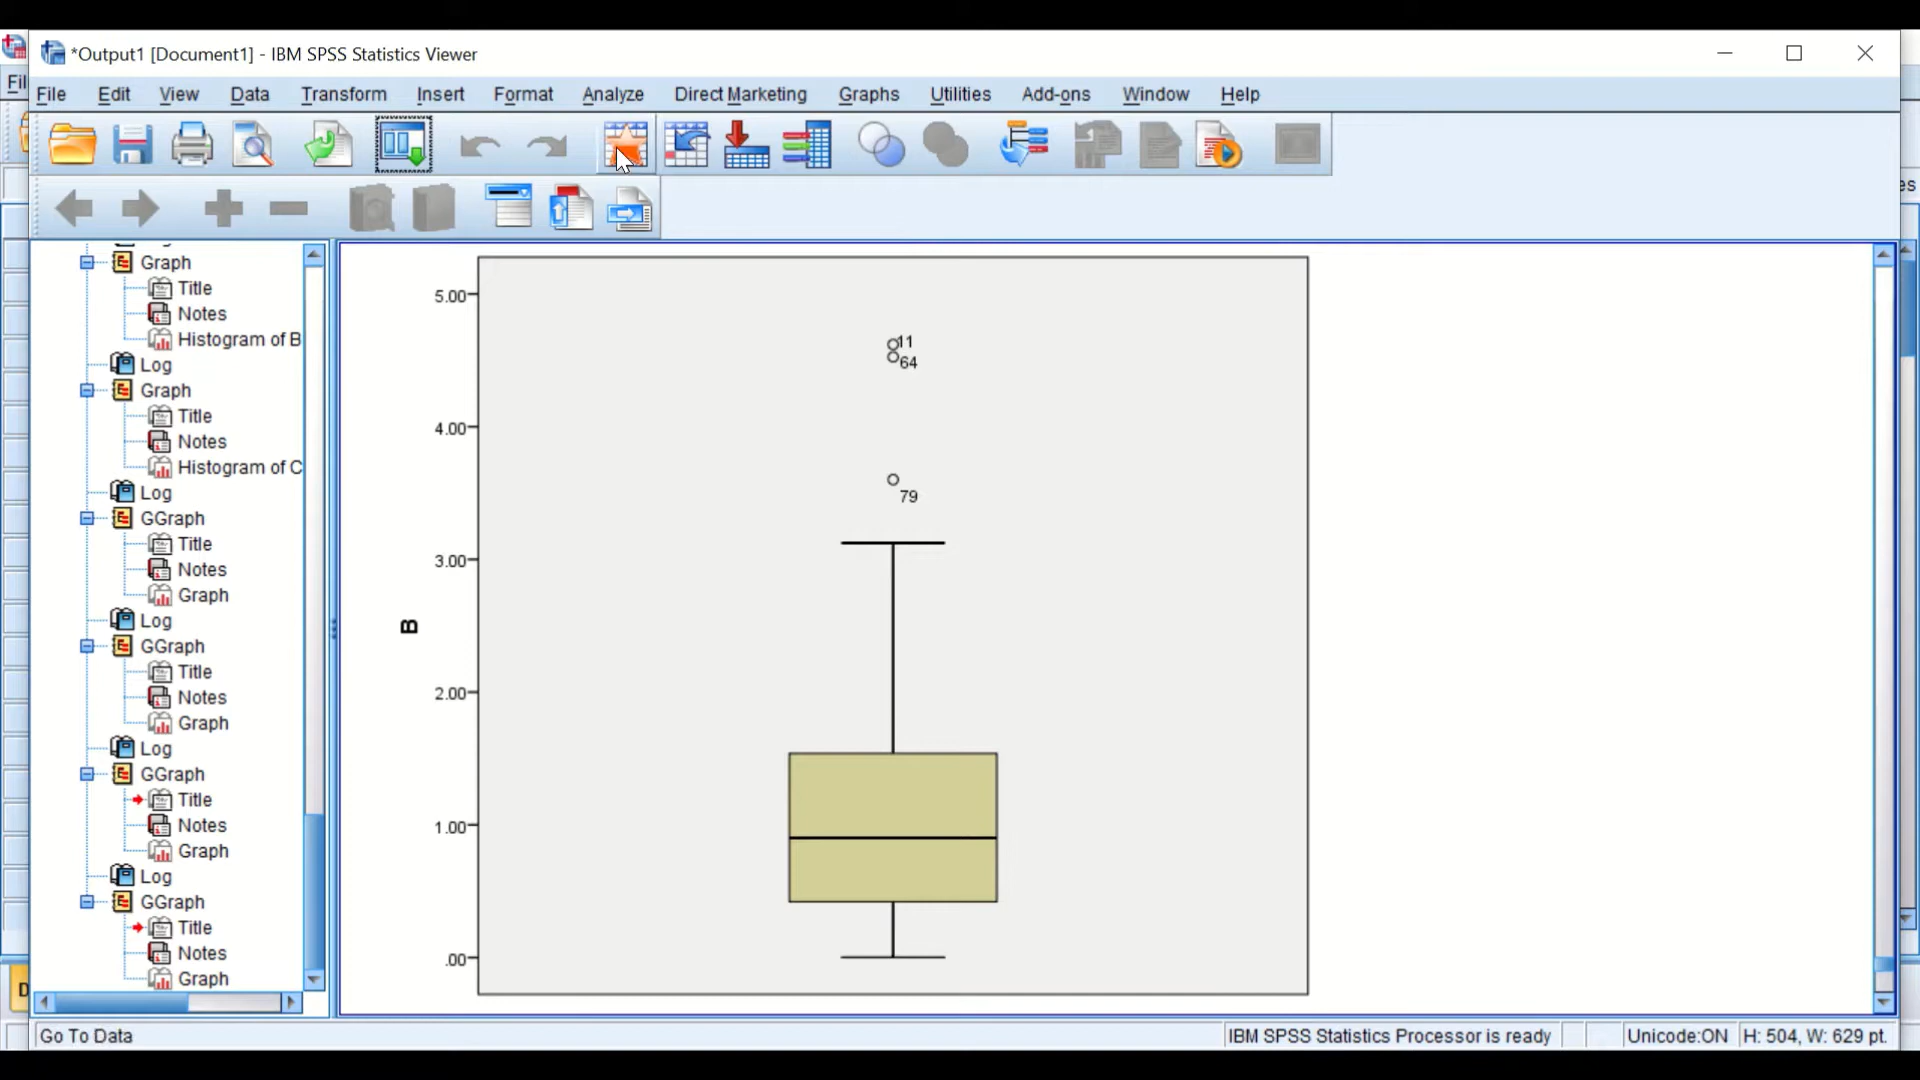 *Output1 [Document1] - IBM SPSS Statistics Viewer
File Edit View Data Transform Insert Format Analyze Direct Marketing Graphs Utilities Add-ons Window Help
Graph
Title
Notes
Histogram of B
Log
Graph
Title
Notes
Histogram of C
Log
GGraph
Title
Notes
Graph
Log
GGraph
Title
Notes
Graph
Log
GGraph
Title
Notes
Graph
Log
GGraph
Title
Notes
Graph
5.00
4.00
3.00
2.00
1.00
.00
B
11
64
79
Go To Data
IBM SPSS Statistics Processor is ready
Unicode:ON
H: 504, W: 629 pt.